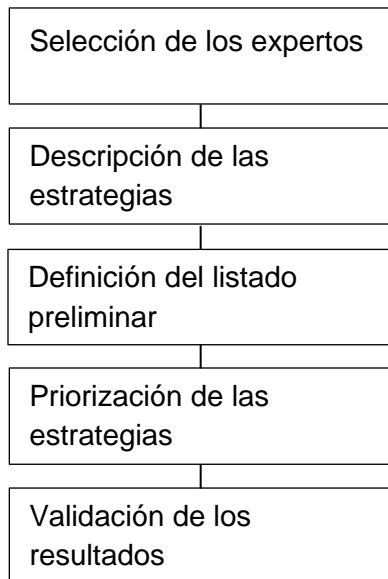 Selección de los expertos
Descripción de las
estrategias
Definición del listado
preliminar
Priorización de las
estrategias
Validación de los
resultados